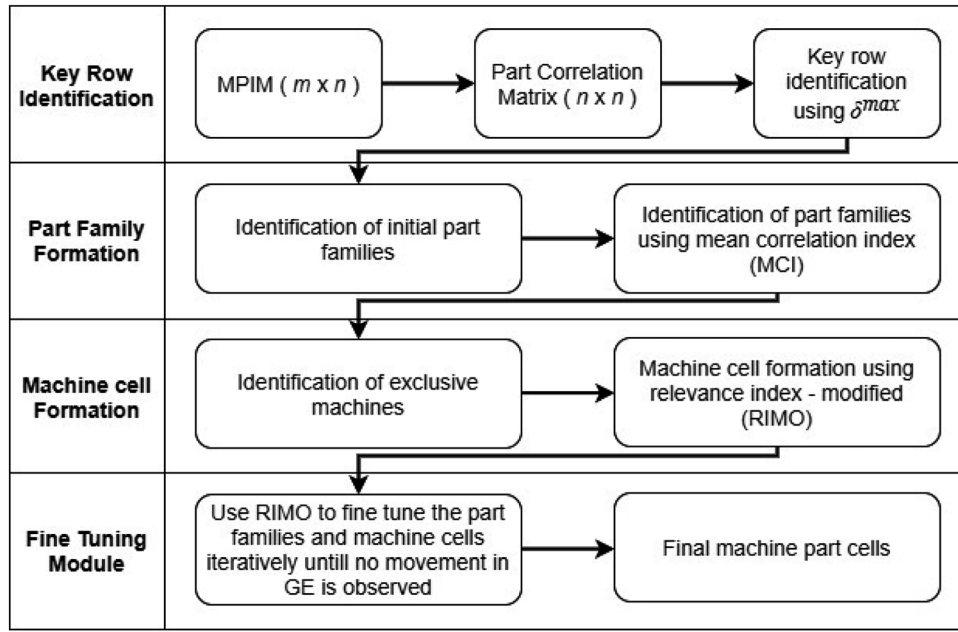 Key Row
Identification
MPIM ( m x n )
Part Correlation
Matrix ( n x n )
Key row
identification
using δ^max
Part Family
Formation
Identification of initial part
families
Identification of part families
using mean correlation index
(MCI)
Machine cell
Formation
Identification of exclusive
machines
Machine cell formation using
relevance index - modified
(RIMO)
Fine Tuning
Module
Use RIMO to fine tune the part
families and machine cells
iteratively untill no movement in
GE is observed
Final machine part cells